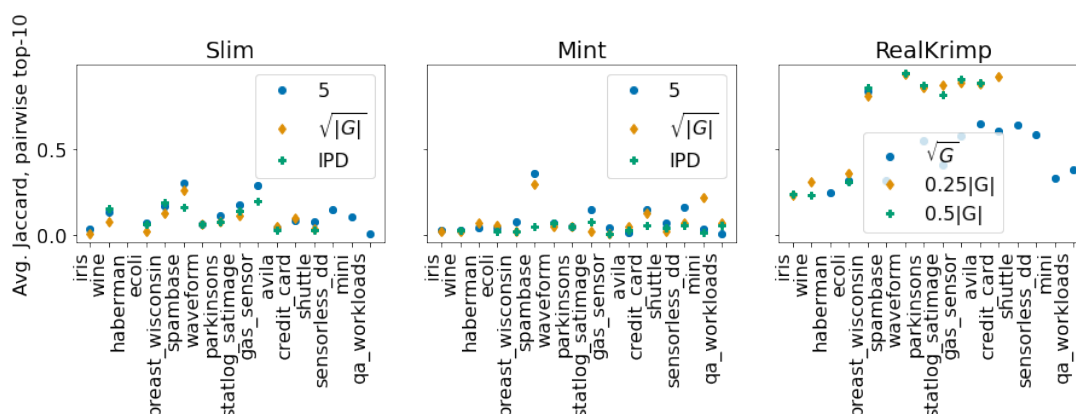 Slim
Mint
RealKrimp
Avg. Jaccard, pairwise top-10
0.5
0.0
5
√|G|
IPD
5
√|G|
IPD
√G
0.25|G|
0.5|G|
iris
wine
haberman
ecoli
breast_wisconsin
spambase
waveform
parkinsons
statlog_satimage
gas_sensor
avila
credit_card
shuttle
sensorless_dd
mini
qa_workloads
iris
wine
haberman
ecoli
breast_wisconsin
spambase
waveform
parkinsons
statlog_satimage
gas_sensor
avila
credit_card
shuttle
sensorless_dd
mini
qa_workloads
iris
wine
haberman
ecoli
breast_wisconsin
spambase
waveform
parkinsons
statlog_satimage
gas_sensor
avila
credit_card
shuttle
sensorless_dd
mini
qa_workloads